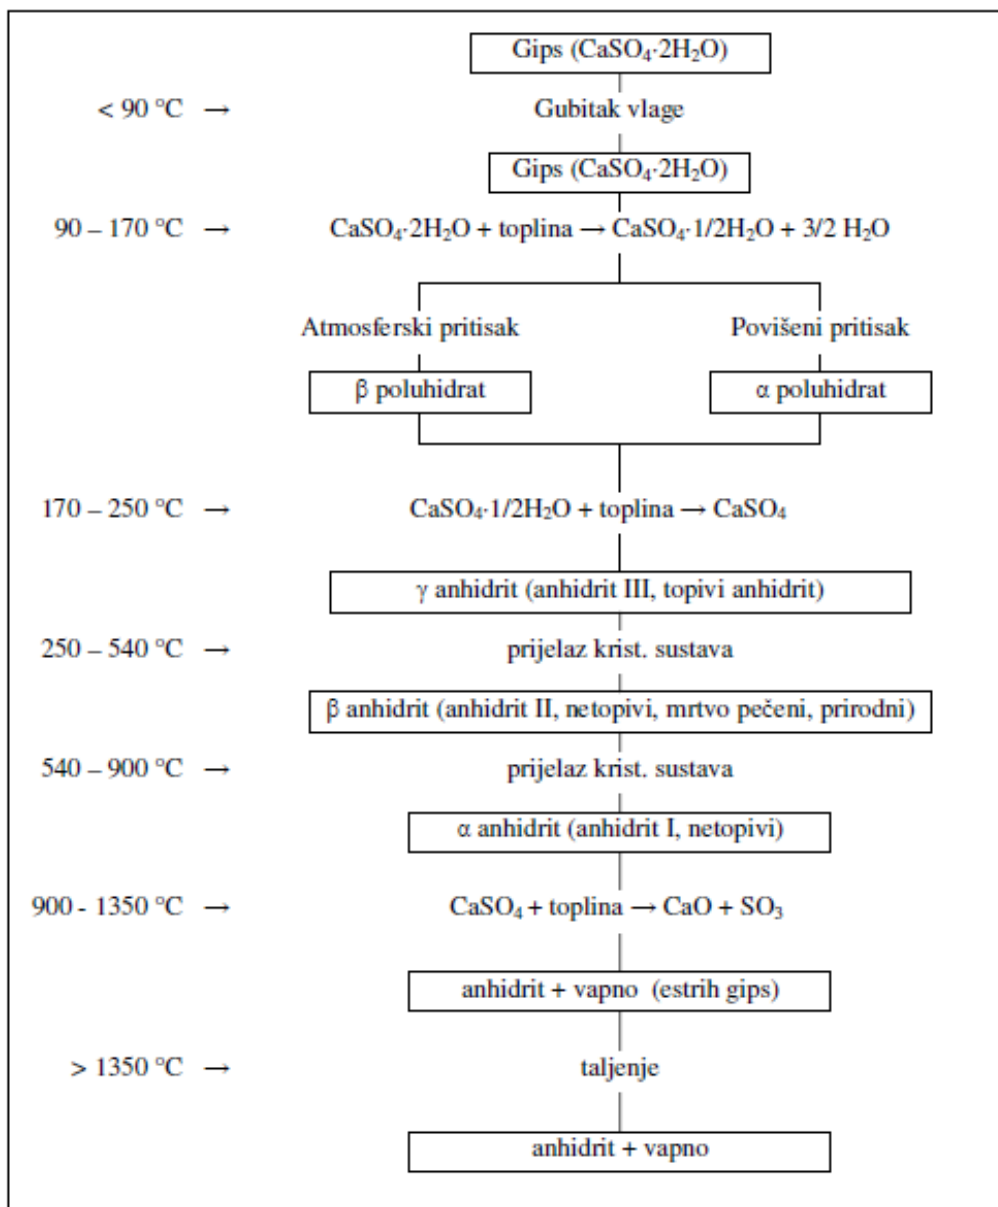 Gips (CaSO₄·2H₂O)
< 90 °C → Gubitak vlage
Gips (CaSO₄·2H₂O)
90 – 170 °C → CaSO₄·2H₂O + toplina → CaSO₄·1/2H₂O + 3/2 H₂O
Atmosferski pritisak Povišeni pritisak
β poluhidrat α poluhidrat
170 – 250 °C → CaSO₄·1/2H₂O + toplina → CaSO₄
γ anhidrit (anhidrit III, topivi anhidrit)
250 – 540 °C → prijelaz krist. sustava
β anhidrit (anhidrit II, netopivi, mrtvo pečeni, prirodni)
540 – 900 °C → prijelaz krist. sustava
α anhidrit (anhidrit I, netopivi)
900 - 1350 °C → CaSO₄ + toplina → CaO + SO₃
anhidrit + vapno (estrih gips)
> 1350 °C → taljenje
anhidrit + vapno